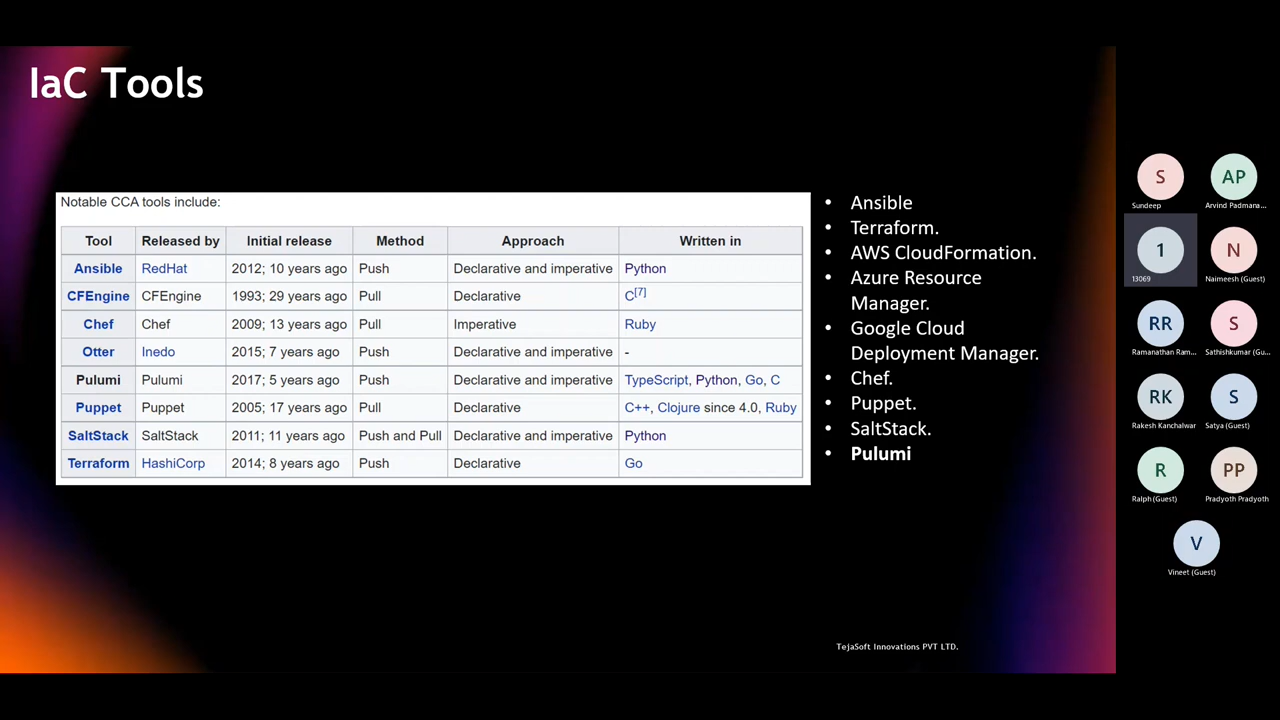 IaC Tools
Notable CCA tools include:
Tool Released by Initial release Method Approach Written in
Ansible RedHat 2012; 10 years ago Push Declarative and imperative Python
CFEngine CFEngine 1993; 29 years ago Pull Declarative C[7]
Chef Chef 2009; 13 years ago Pull Imperative Ruby
Otter Inedo 2015; 7 years ago Push Declarative and imperative -
Pulumi Pulumi 2017; 5 years ago Push Declarative and imperative TypeScript, Python, Go, C
Puppet Puppet 2005; 17 years ago Pull Declarative C++, Clojure since 4.0, Ruby
SaltStack SaltStack 2011; 11 years ago Push and Pull Declarative and imperative Python
Terraform HashiCorp 2014; 8 years ago Push Declarative Go
• Ansible
• Terraform.
• AWS CloudFormation.
• Azure Resource
Manager.
• Google Cloud
Deployment Manager.
• Chef.
• Puppet.
• SaltStack.
• Pulumi
TejaSoft Innovations PVT LTD.
S AP
Sundeep Arvind Padmana...
1 N
13069 Naimeesh (Guest)
RR S
Ramanathan Ram... Sathishkumar (Gu...
RK S
Rakesh Kanchalwar Satya (Guest)
R PP
Ralph (Guest) Pradyoth Pradyoth
V
Vineet (Guest)